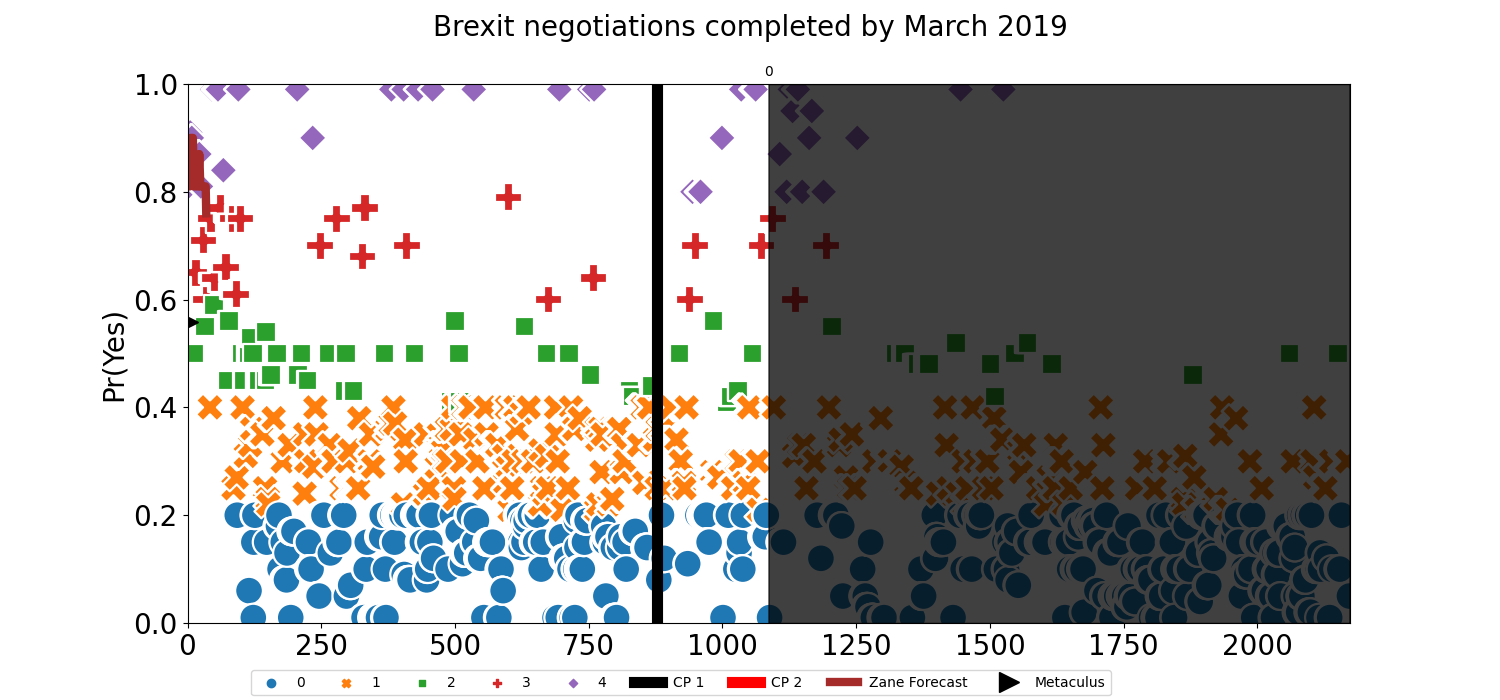 Brexit negotiations completed by March 2019
0
1.0
0.8
0.6
0.4
0.2
0.0
Pr(Yes)
0 250 500 750 1000 1250 1500 1750 2000
0 1 2 3 4 CP 1 CP 2 Zane Forecast Metaculus